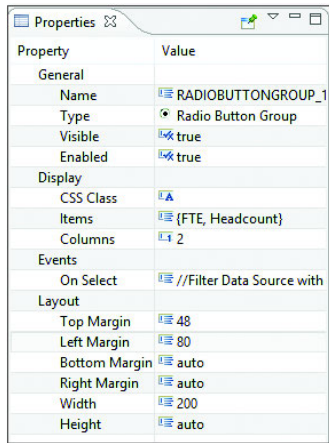 Properties
Property Value
General
Name RADIOBUTTONGROUP_1
Type Radio Button Group
Visible true
Enabled true
Display
CSS Class
Items {FTE, Headcount}
Columns 2
Events
On Select //Filter Data Source with
Layout
Top Margin 48
Left Margin 80
Bottom Margin auto
Right Margin auto
Width 200
Height auto